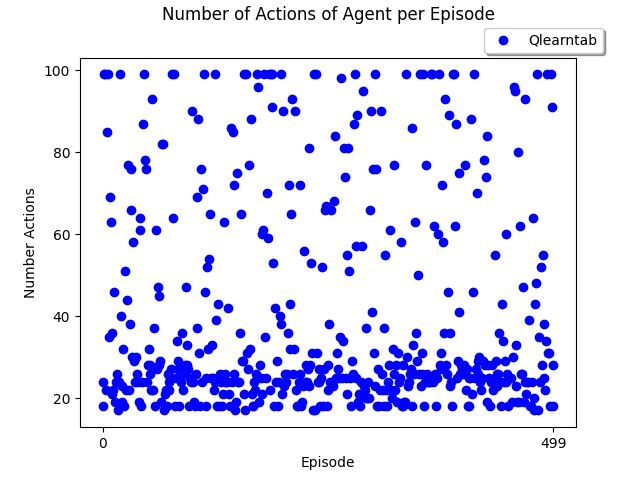 Number of Actions of Agent per Episode
Qlearntab
100
80
60
40
20
Number Actions
0
499
Episode